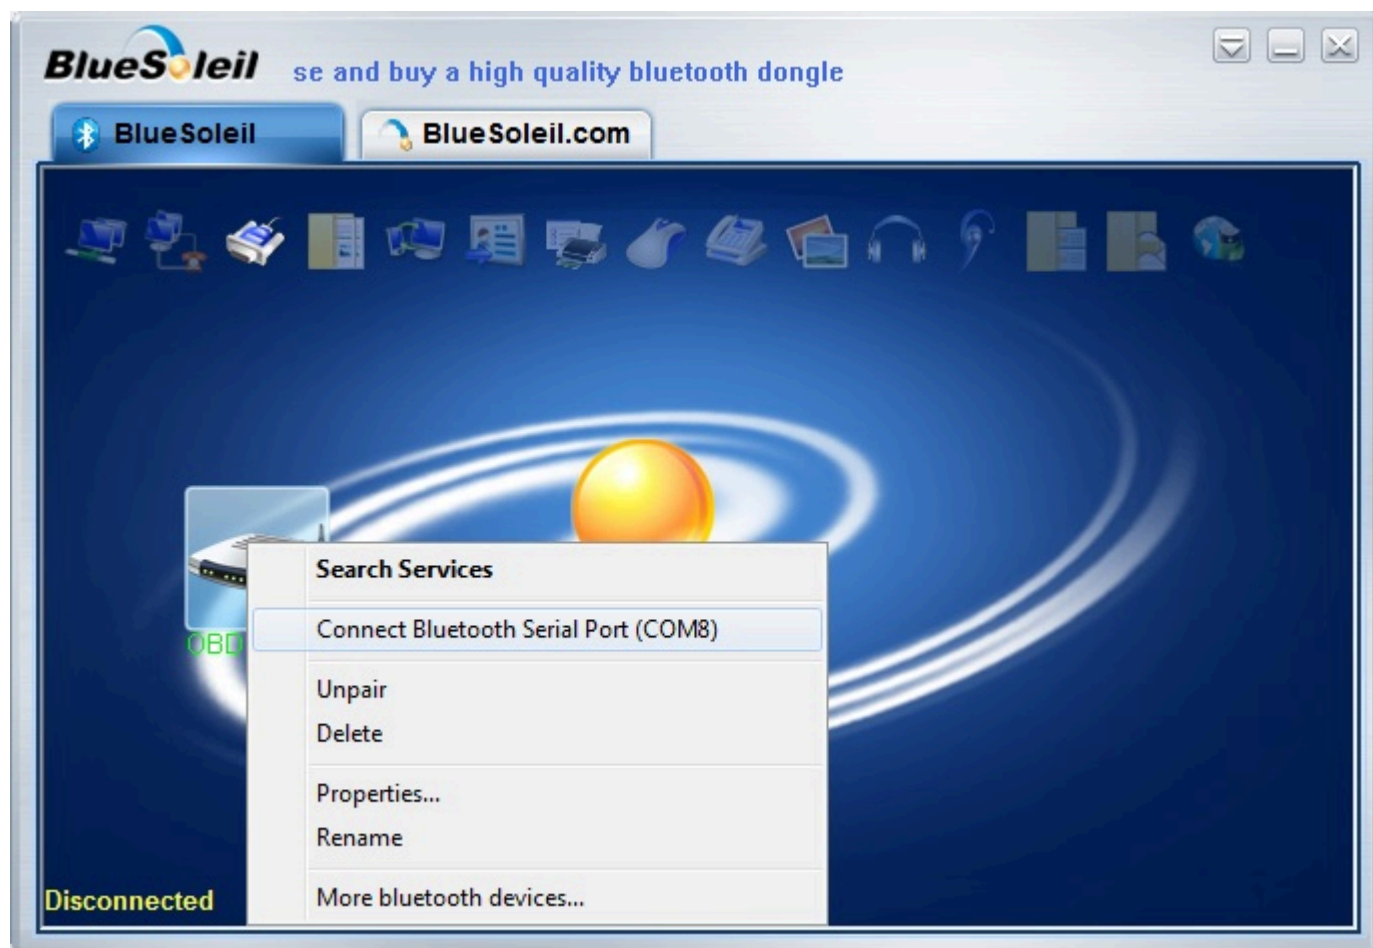 BlueSoleil
se and buy a high quality bluetooth dongle
BlueSoleil
BlueSoleil.com
OBD
Search Services
Connect Bluetooth Serial Port (COM8)
Unpair
Delete
Properties...
Rename
More bluetooth devices...
Disconnected